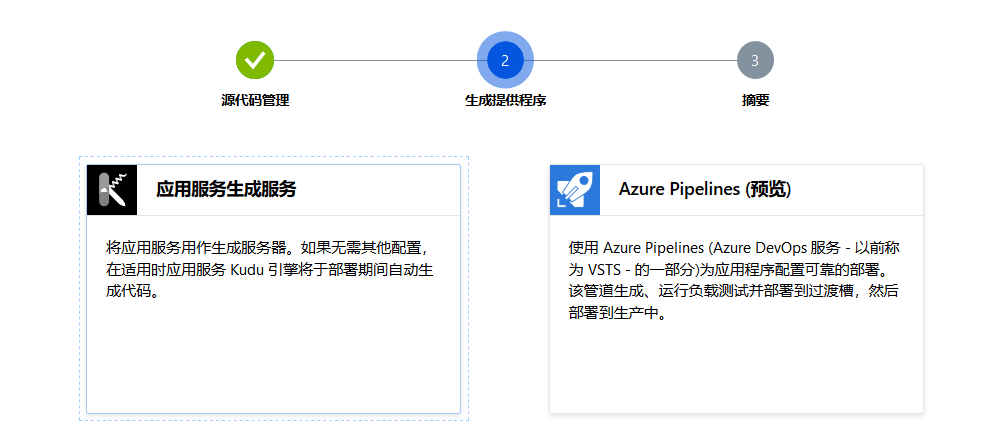 2
3
源代码管理
生成提供程序
摘要
应用服务生成服务
将应用服务用作生成服务器。如果无需其他配置，
在适用时应用服务 Kudu 引擎将于部署期间自动生
成代码。
Azure Pipelines (预览)
使用 Azure Pipelines (Azure DevOps 服务 - 以前称
为 VSTS - 的一部分)为应用程序配置可靠的部署。
该管道生成、运行负载测试并部署到过渡槽，然后
部署到生产中。